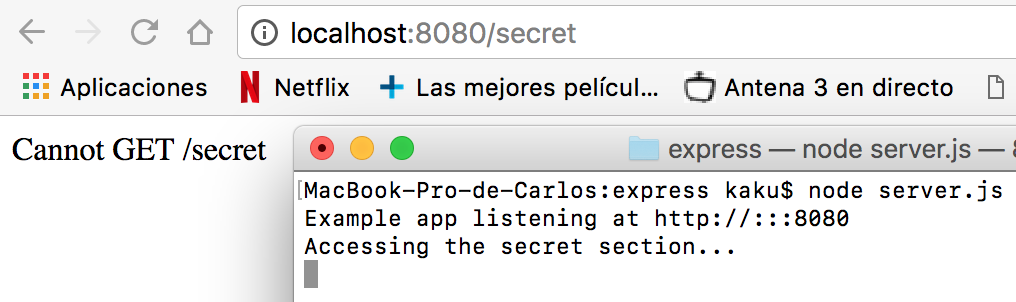 localhost:8080/secret
Aplicaciones Netflix Las mejores películ... Antena 3 en directo
Cannot GET /secret
express — node server.js —
MacBook-Pro-de-Carlos:express kaku$ node server.js
Example app listening at http://:::8080
Accessing the secret section...